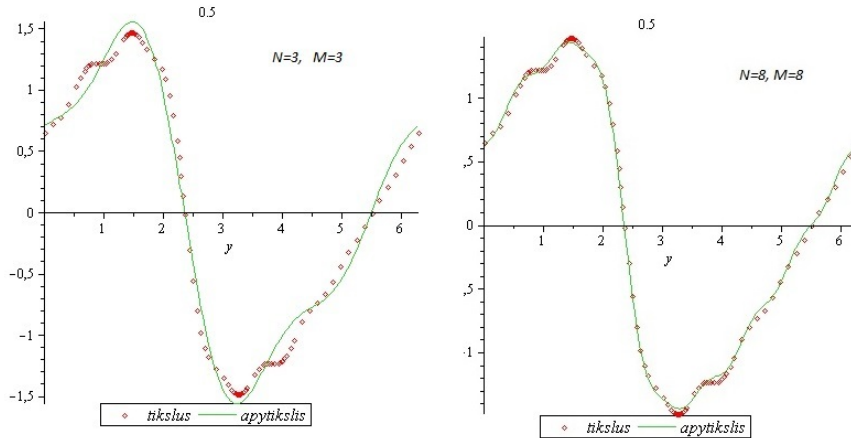 0.5
N=3, M=3
1,5
1
0,5
0
1 2 3 4 5 6
y
−0,5
−1
−1,5
tikslus apytikslis
0.5
N=8, M=8
1
,5
0
1 2 3 4 5 6
y
,5
-1
tikslus apytikslis